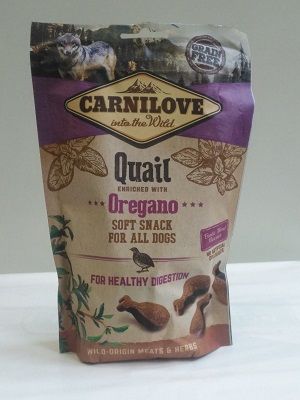 GRAIN
FREE
CARNILOVE
into the Wild
Quail
ENRICHED WITH
Oregano
SOFT SNACK
FOR ALL DOGS
FOR HEALTHY DIGESTION
WILD-ORIGIN MEATS & HERBS